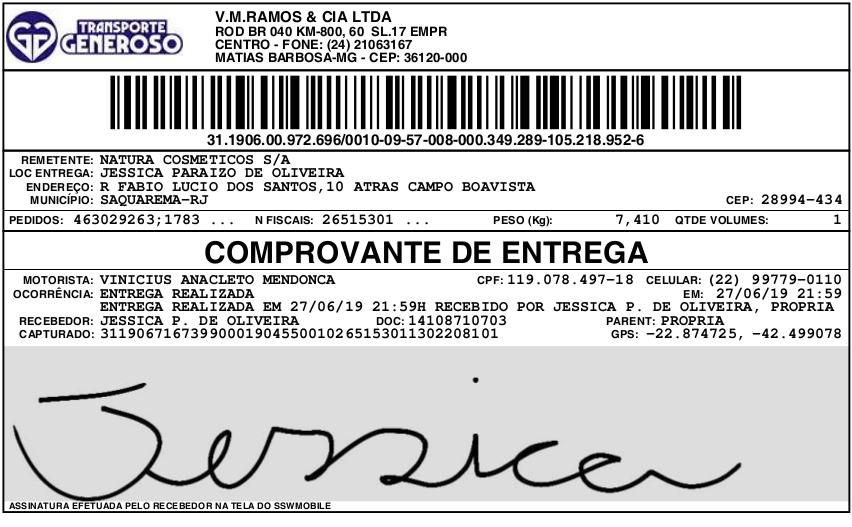 TRANSPORTE
GENEROSO
V.M.RAMOS & CIA LTDA
ROD BR 040 KM-800, 60 SL.17 EMPR
CENTRO - FONE: (24) 21063167
MATIAS BARBOSA-MG - CEP: 36120-000
31.1906.00.972.696/0010-09-57-008-000.349.289-105.218.952-6
REMETENTE: NATURA COSMETICOS S/A
LOC ENTREGA: JESSICA PARAIZO DE OLIVEIRA
ENDEREÇO: R FABIO LUCIO DOS SANTOS,10 ATRAS CAMPO BOAVISTA
MUNICÍPIO: SAQUAREMA-RJ CEP: 28994-434
PEDIDOS: 463029263;1783 ... N FISCAIS: 26515301 ... PESO (Kg): 7,410 QTDE VOLUMES: 1
COMPROVANTE DE ENTREGA
MOTORISTA: VINICIUS ANACLETO MENDONCA CPF: 119.078.497-18 CELULAR: (22) 99779-0110
OCORRÊNCIA: ENTREGA REALIZADA EM: 27/06/19 21:59
ENTREGA REALIZADA EM 27/06/19 21:59H RECEBIDO POR JESSICA P. DE OLIVEIRA, PROPRIA
RECEBEDOR: JESSICA P. DE OLIVEIRA DOC: 14108710703 PARENT: PROPRIA
CAPTURADO: 31190671673990001904550010265153011302208101 GPS: -22.874725, -42.499078
Jessica
ASSINATURA EFETUADA PELO RECEBEDOR NA TELA DO SSWMOBILE